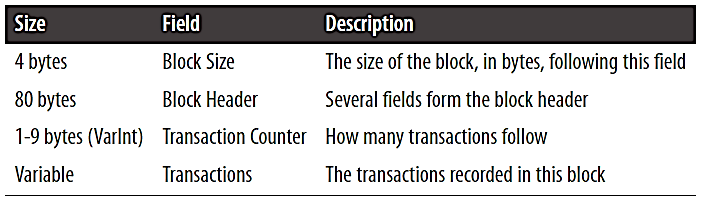 Size Field Description
4 bytes Block Size The size of the block, in bytes, following this field
80 bytes Block Header Several fields form the block header
1-9 bytes (VarInt) Transaction Counter How many transactions follow
Variable Transactions The transactions recorded in this block